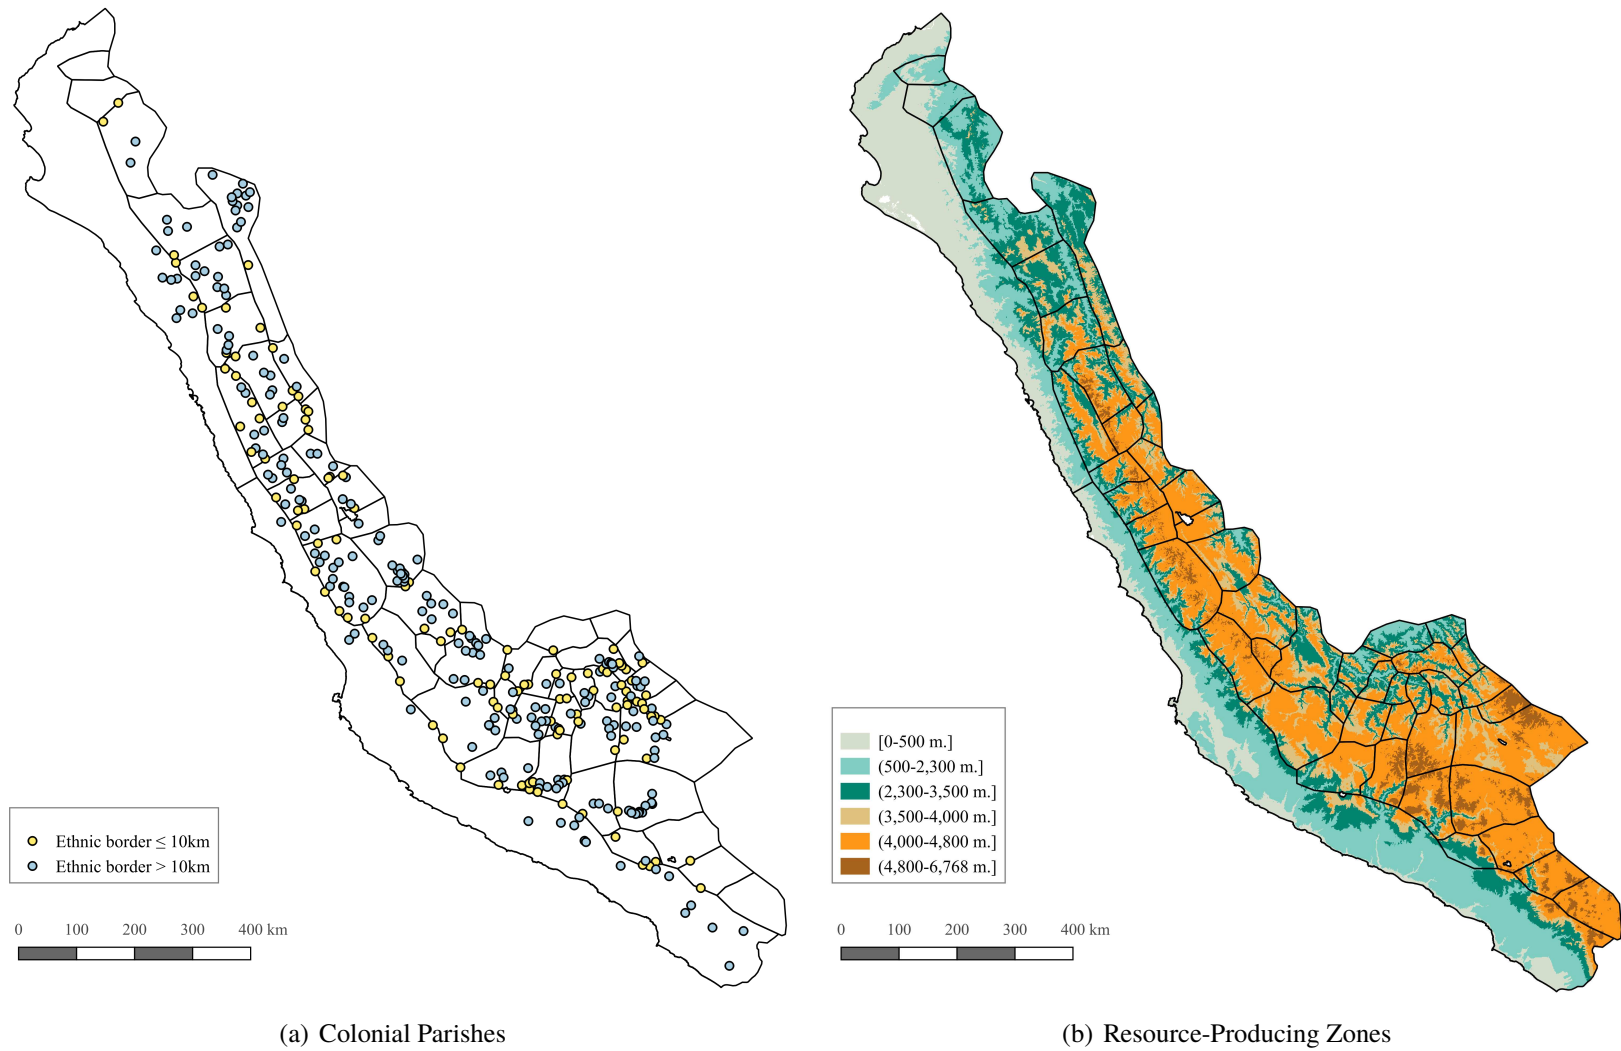 Ethnic border ≤ 10km
Ethnic border > 10km
0 100 200 300 400 km
(a) Colonial Parishes
[0-500 m.]
(500-2,300 m.]
(2,300-3,500 m.]
(3,500-4,000 m.]
(4,000-4,800 m.]
(4,800-6,768 m.]
0 100 200 300 400 km
(b) Resource-Producing Zones